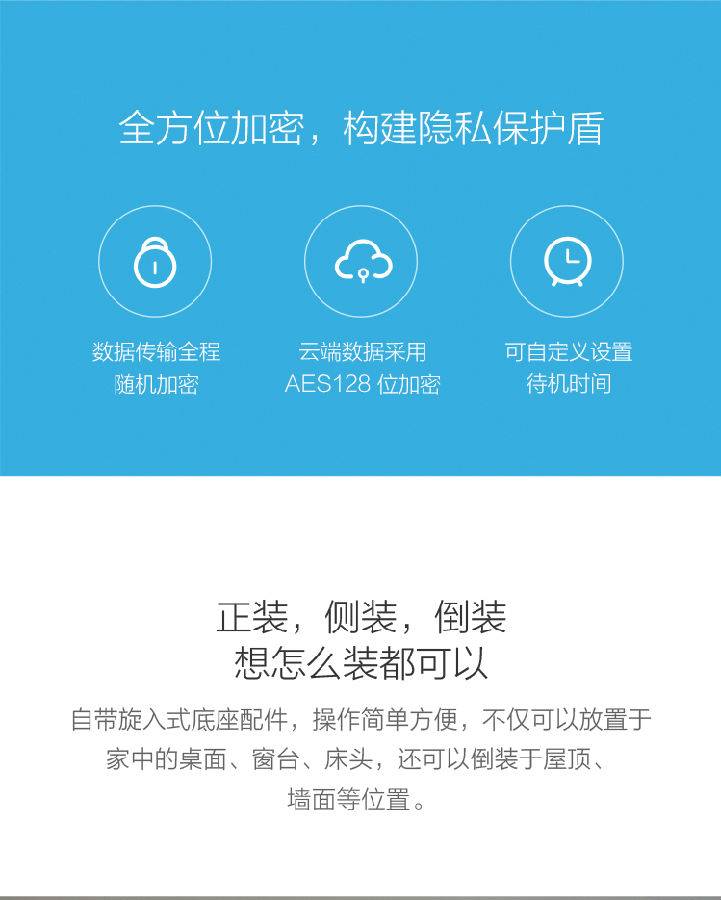 全方位加密，构建隐私保护盾
数据传输全程
随机加密
云端数据采用
AES128 位加密
可自定义设置
待机时间
正装，侧装，倒装
想怎么装都可以
自带旋入式底座配件，操作简单方便，不仅可以放置于
家中的桌面、窗台、床头，还可以倒装于屋顶、
墙面等位置。